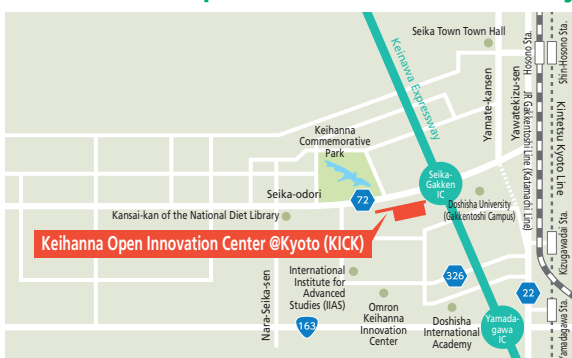 Seika Town Town Hall
Hosono Sta.
Shin-Hosono Sta.
Keinawa Expressway
Yamate-kansen
Yawatekizu-sen
JR Gakkentoshi Line (Katamachi Line)
Kintetsu Kyoto Line
Keihanna
Commemorative
Park
Seika-
Gakken
IC
Seika-odori
72
Doshisha University
(Gakkentoshi Campus)
Kansai-kan of the National Diet Library
Keihanna Open Innovation Center @Kyoto (KICK)
Kizugawadai Sta.
Nara-Seika-sen
International
Institute for
Advanced
Studies (IIAS)
326
22
163
Omron
Keihanna
Innovation
Center
Doshisha
International
Academy
Yamada-
gawa
IC
Yamadagawa Sta.